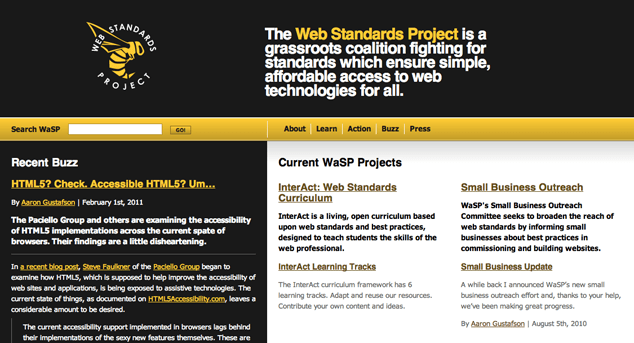 WEB STANDARDS
PROJECT
The Web Standards Project is a
grassroots coalition fighting for
standards which ensure simple,
affordable access to web
technologies for all.
Search WaSP
GO!
About
Learn
Action
Buzz
Press
Recent Buzz
HTML5? Check. Accessible HTML5? Um…
By Aaron Gustafson | February 1st, 2011
The Paciello Group and others are examining the accessibility
of HTML5 implementations across the current spate of
browsers. Their findings are a little disheartening.
In a recent blog post, Steve Faulkner of the Paciello Group began to
examine how HTML5, which is supposed to help improve the accessibility of
web sites and applications, is being exposed to assistive technologies. The
current state of things, as documented on HTML5Accessibility.com, leaves a
considerable amount to be desired.
The current accessibility support implemented in browsers lags behind
their implementations of the sexy new features themselves. These are
Current WaSP Projects
InterAct: Web Standards
Curriculum
InterAct is a living, open curriculum based
upon web standards and best practices,
designed to teach students the skills of the
web professional.
InterAct Learning Tracks
The InterAct curriculum framework has 6
learning tracks. Adapt and reuse our resources.
Contribute your own content and ideas.
Small Business Outreach
WaSP's Small Business Outreach
Committee seeks to broaden the reach of
web standards by informing small
businesses about best practices in
commissioning and building websites.
Small Business Update
A while back I announced WaSP's new small
business outreach effort and, thanks to your help,
we've been making great progress.
By Aaron Gustafson | August 5th, 2010